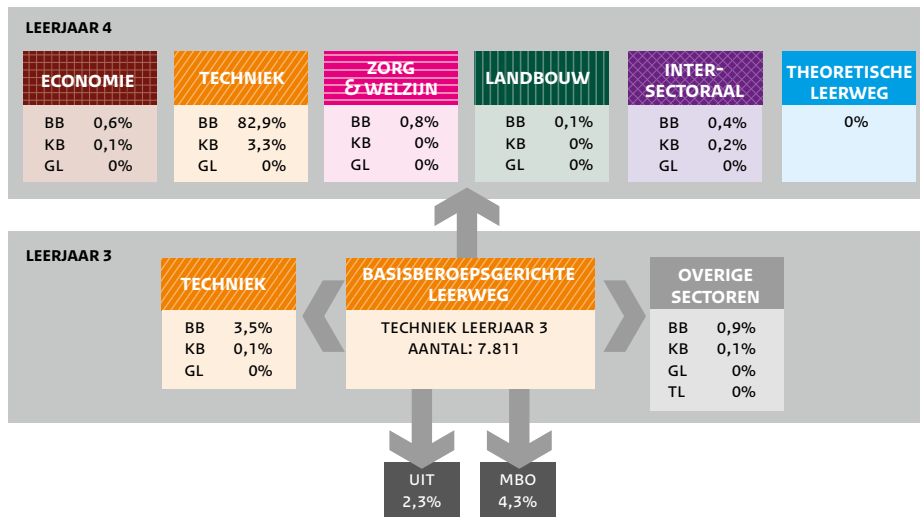 LEERJAAR 4
ECONOMIE
BB 0,6%
KB 0,1%
GL 0%
TECHNIEK
BB 82,9%
KB 3,3%
GL 0%
ZORG
& WELZIJN
BB 0,8%
KB 0%
GL 0%
LANDBOUW
BB 0,1%
KB 0%
GL 0%
INTER-
SECTORAAL
BB 0,4%
KB 0,2%
GL 0%
THEORETISCHE
LEERWEG
0%
LEERJAAR 3
TECHNIEK
BB 3,5%
KB 0,1%
GL 0%
BASISBEROEPSGERICHTE
LEERWEG
TECHNIEK LEERJAAR 3
AANTAL: 7.811
OVERIGE
SECTOREN
BB 0,9%
KB 0,1%
GL 0%
TL 0%
UIT
2,3%
MBO
4,3%